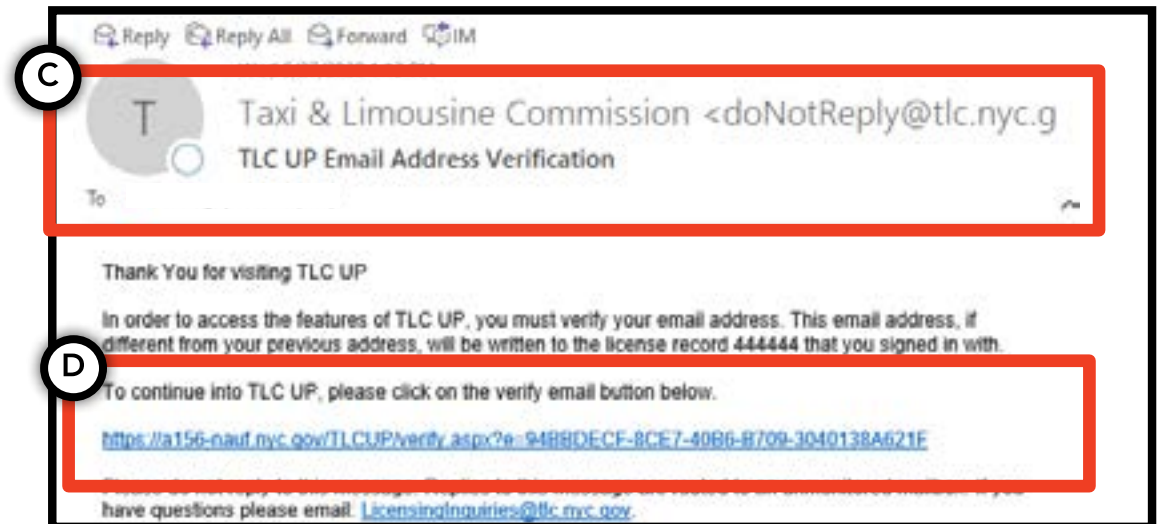 Reply Reply All Forward IM
C
T
Taxi & Limousine Commission <doNotReply@tlc.nyc.g
TLC UP Email Address Verification
To
Thank You for visiting TLC UP
In order to access the features of TLC UP, you must verify your email address. This email address, if
different from your previous address, will be written to the license record 444444 that you signed in with.
D
To continue into TLC UP, please click on the verify email button below.
https://a156-nauf.nyc.gov/TLCUP/verify.aspx?e=94BBDECF-8CE7-40B6-B709-3040138A621F
have questions please email: LicensingInquiries@tlc.nyc.gov.